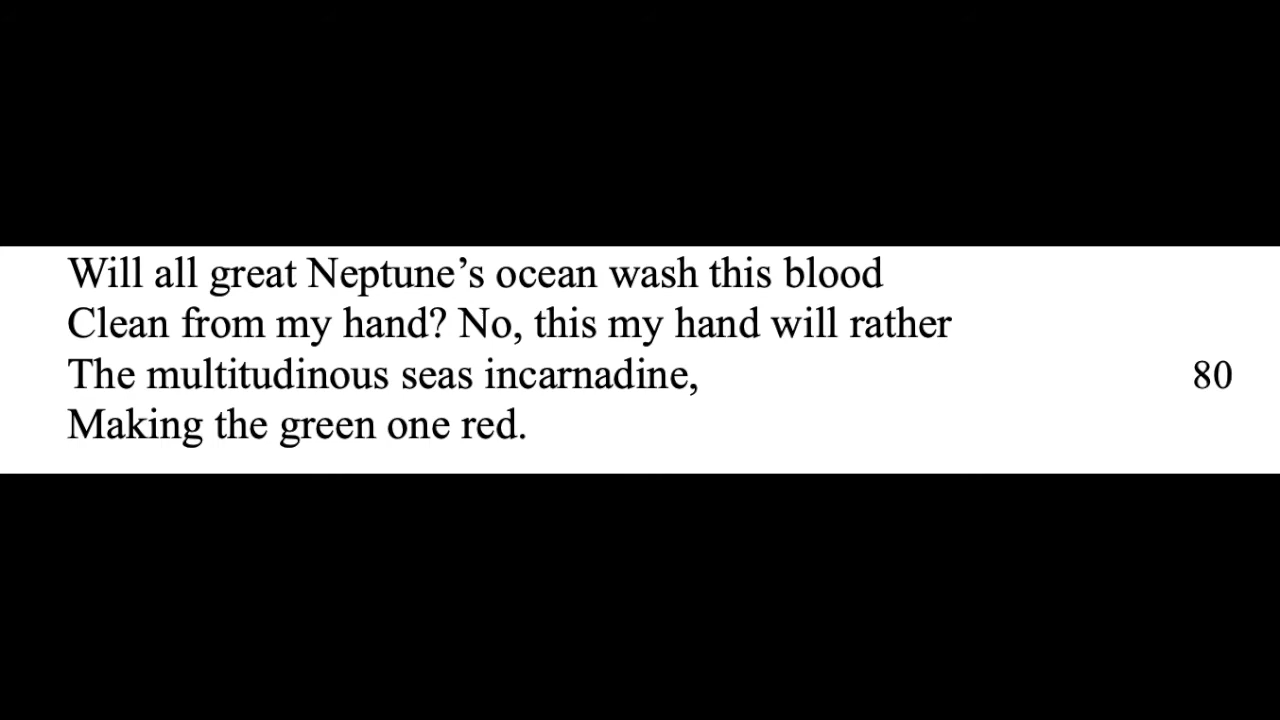 Will all great Neptune’s ocean wash this blood
Clean from my hand? No, this my hand will rather
The multitudinous seas incarnadine, 80
Making the green one red.